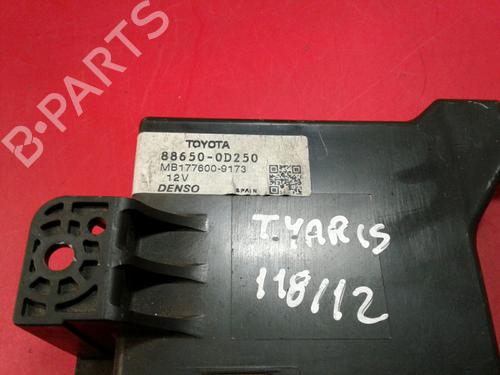 TOYOTA
88650-0D250
MB177600-9173
12V
DENSO SPAIN
T.YARIS
118/12
B-PARTS